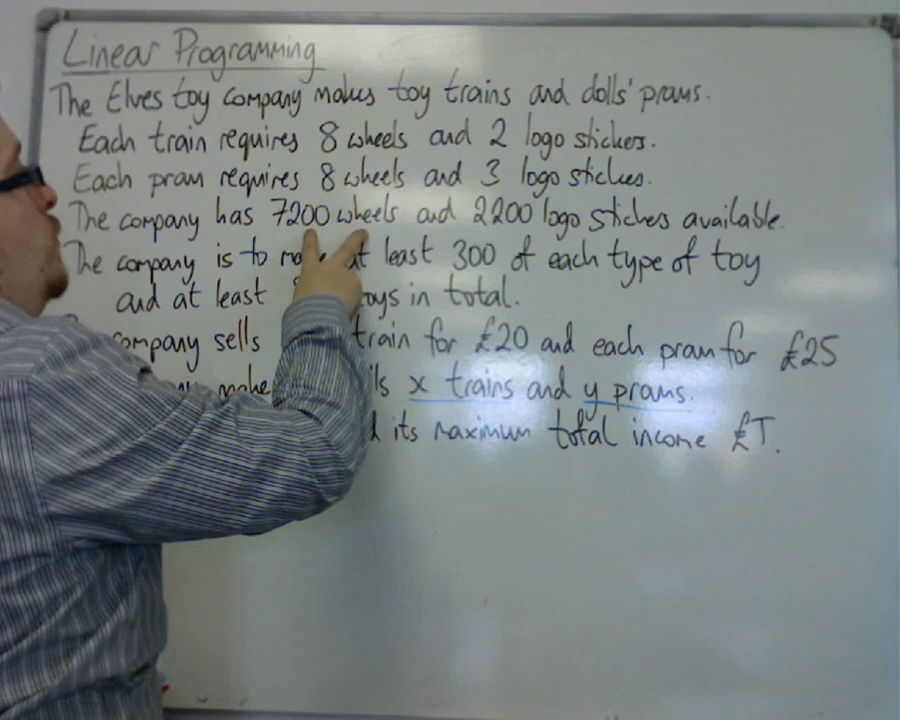 Linear Programming
The Elves toy company makes toy trains and dolls' prams.
Each train requires 8 wheels and 2 logo stickers.
Each pram requires 8 wheels and 3 logo stickers.
The company has 7200 wheels and 2200 logo stickers available.
The company is to make at least 300 of each type of toy
and at least toys in total.
company sells train for £20 and each pram for £25
make x trains and y prams.
its maximum total income £T.